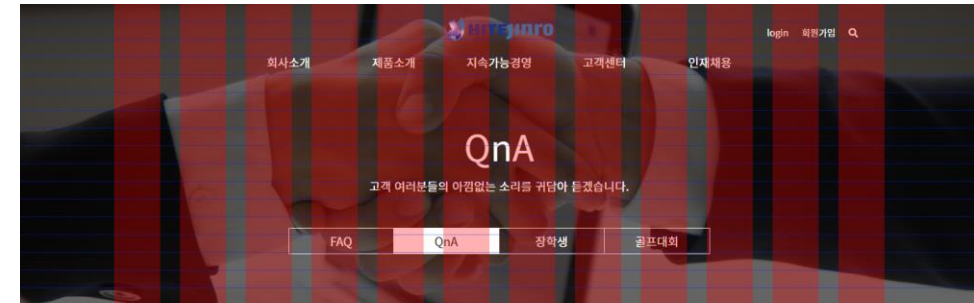 HITEJINRO
login 회원가입
회사소개 제품소개 지속가능경영 고객센터 인재채용
QnA
고객 여러분들의 아낌없는 소리를 귀담아 듣겠습니다.
FAQ QnA 장학생 골프대회